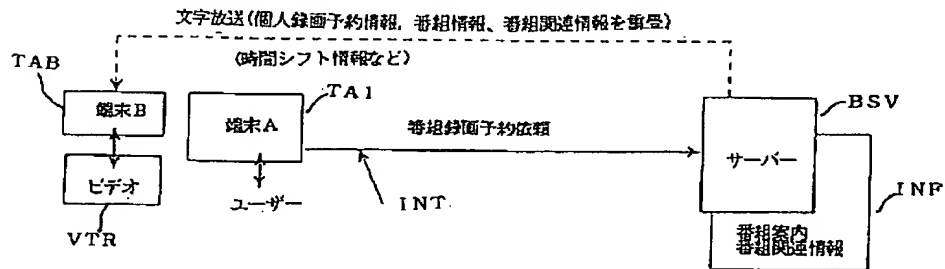 文字放送(個人録画予約情報,番組情報、番組関連情報を重畳)
(時間シフト情報など)
TAB
端末B
ビデオ
VTR
端末A
TA1
ユーザー
番組録画予約依頼
INT.
BSV
サーバー
INF
番組案内
番組関連情報